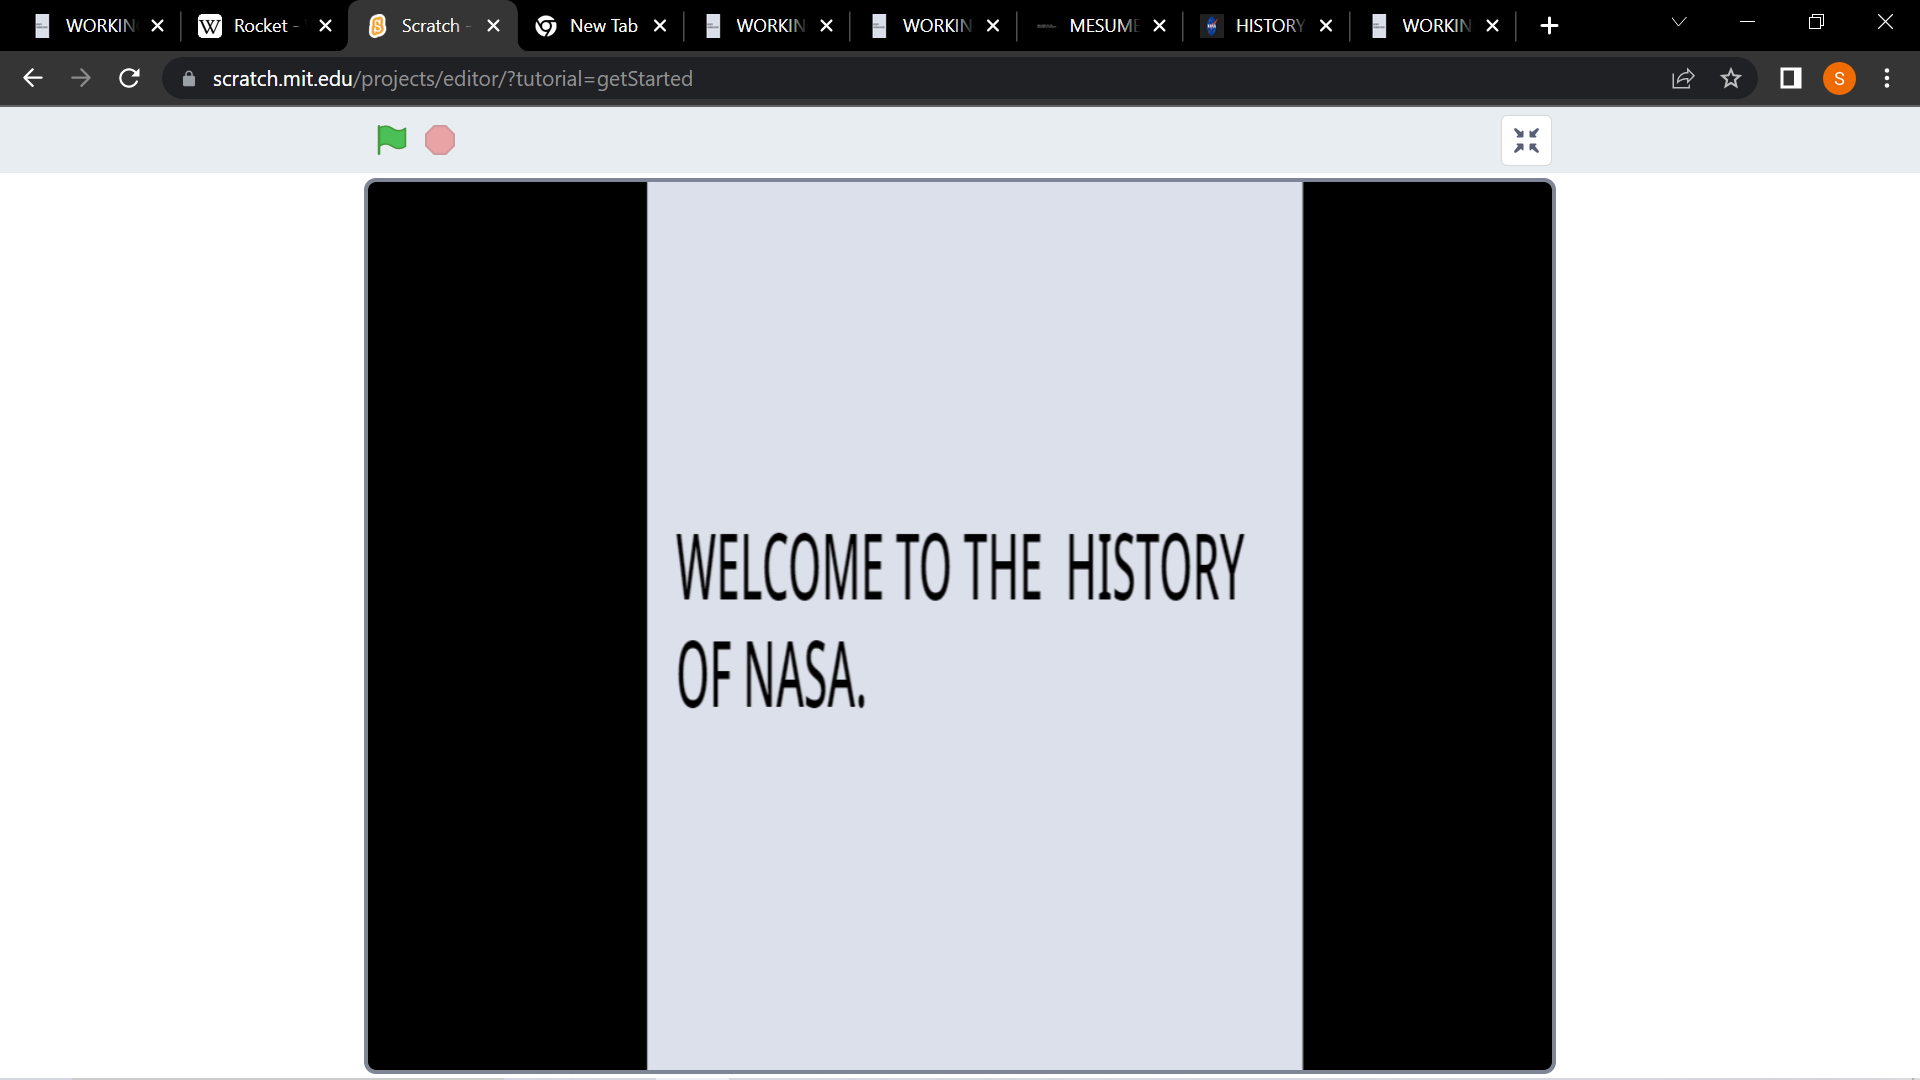 WORKIN
Rocket -
Scratch -
New Tab
WORKIN
WORKIN
MESUME
HISTORY
WORKIN
scratch.mit.edu/projects/editor/?tutorial=getStarted
S
WELCOME TO THE HISTORY
OF NASA.